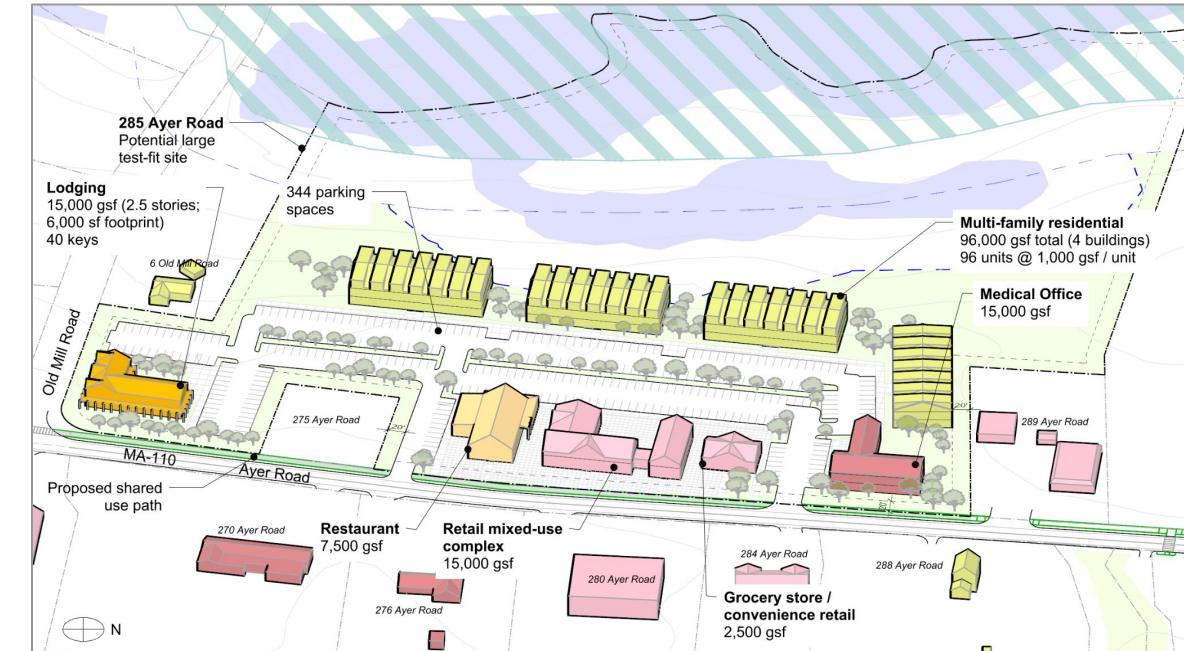 285 Ayer Road
Potential large
test-fit site
Lodging
15,000 gsf (2.5 stories;
6,000 sf footprint)
40 keys
344 parking
spaces
6 Old Mill Road
Multi-family residential
96,000 gsf total (4 buildings)
96 units @ 1,000 gsf / unit
Medical Office
15,000 gsf
Old Mill Road
275 Ayer Road
20'
20'
289 Ayer Road
MA-110
Ayer Road
Proposed shared
use path
20'
270 Ayer Road
Restaurant
7,500 gsf
Retail mixed-use
complex
15,000 gsf
276 Ayer Road
280 Ayer Road
284 Ayer Road
288 Ayer Road
Grocery store /
convenience retail
2,500 gsf
N